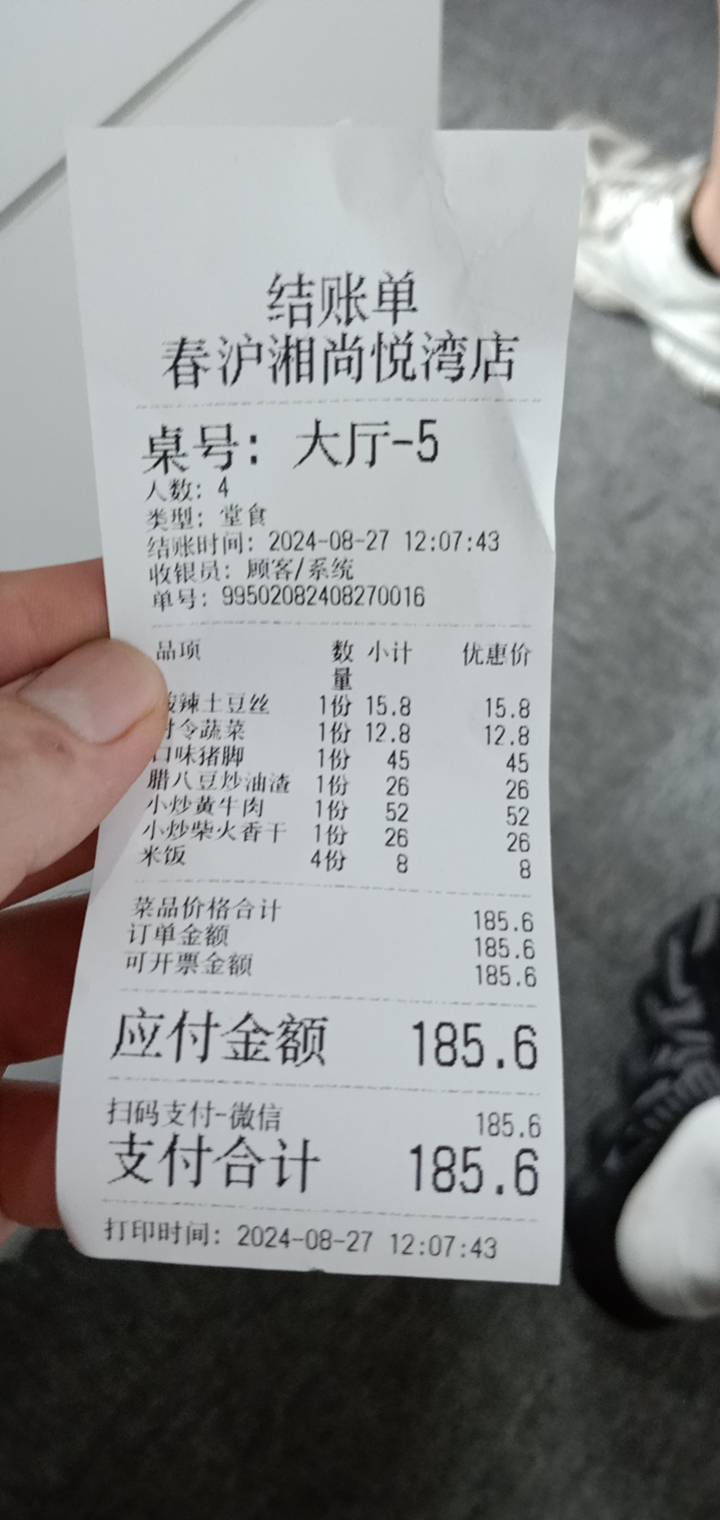 结账单
春沪湘尚悦湾店
桌号: 大厅-5
人数: 4
类型: 堂食
结账时间: 2024-08-27 12:07:43
收银员: 顾客/系统
单号: 99502082408270016
品项 数量 小计 优惠价
酸辣土豆丝 1份 15.8 15.8
时令蔬菜 1份 12.8 12.8
口味猪脚 1份 45 45
腊八豆炒油渣 1份 26 26
小炒黄牛肉 1份 52 52
小炒柴火香干 1份 26 26
米饭 4份 8 8
菜品价格合计 185.6
订单金额 185.6
可开票金额 185.6
应付金额 185.6
扫码支付-微信 185.6
支付合计 185.6
打印时间: 2024-08-27 12:07:43